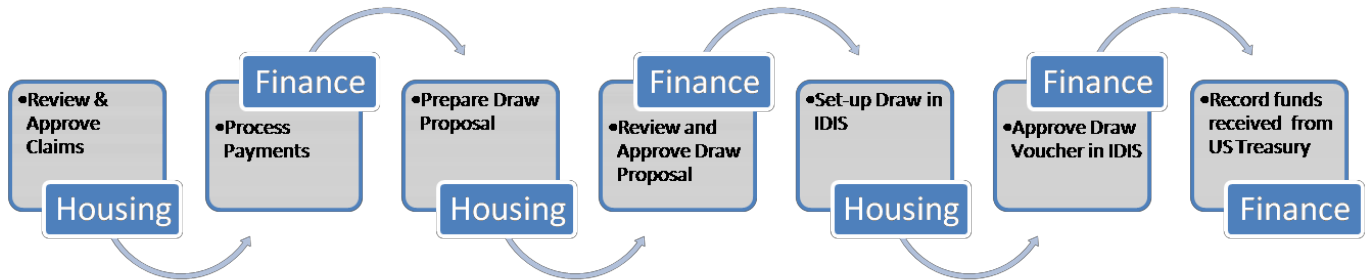 •Review &
Approve
Claims
Housing
Finance
•Process
Payments
•Prepare Draw
Proposal
Housing
Finance
•Review and
Approve Draw
Proposal
•Set-up Draw in
IDIS
Housing
Finance
•Approve Draw
Voucher in IDIS
•Record funds
received from
US Treasury
Finance